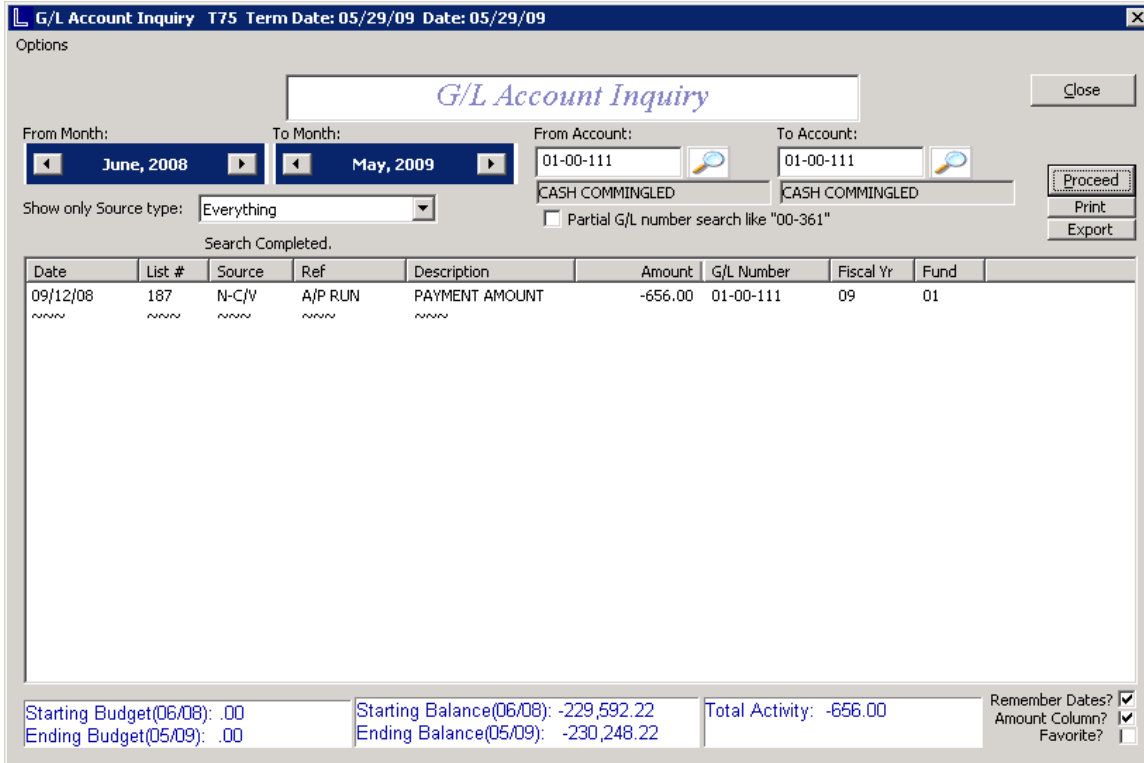 G/L Account Inquiry T75 Term Date: 05/29/09 Date: 05/29/09
Options
G/L Account Inquiry
Close
From Month: To Month: From Account: To Account:
June, 2008 May, 2009 01-00-111 01-00-111
CASH COMMINGLED CASH COMMINGLED
Proceed
Show only Source type: Everything
Partial G/L number search like "00-361"
Print
Export
Search Completed.
Date List # Source Ref Description Amount G/L Number Fiscal Yr Fund
09/12/08 187 N-C/V A/P RUN PAYMENT AMOUNT -656.00 01-00-111 09 01
~~~ ~~~ ~~~ ~~~ ~~~
Starting Budget(06/08): .00 Starting Balance(06/08): -229,592.22 Total Activity: -656.00
Ending Budget(05/09): .00 Ending Balance(05/09): -230,248.22
Remember Dates?
Amount Column?
Favorite?